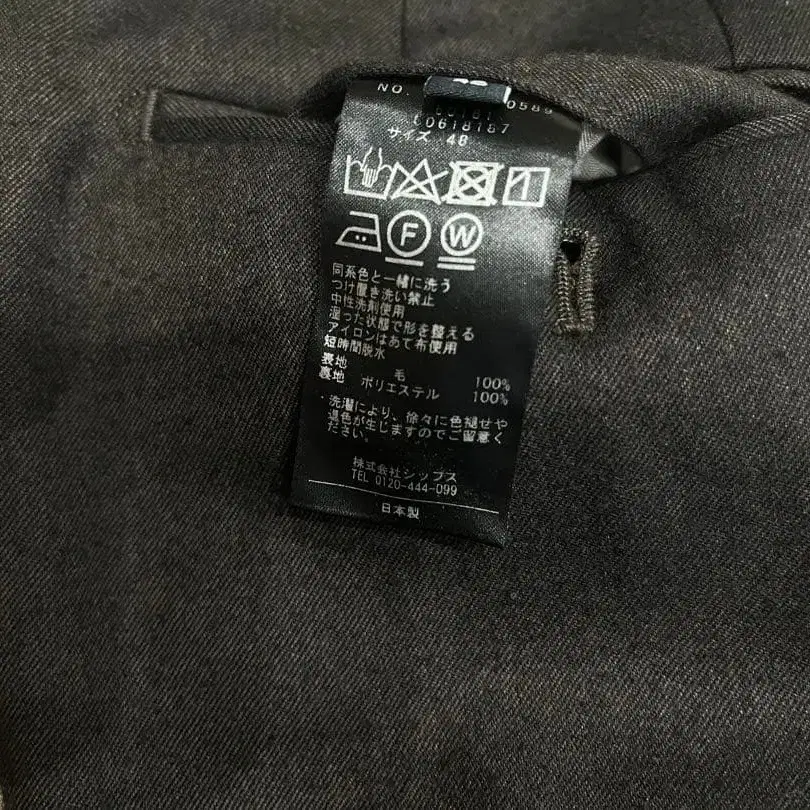 NO.
0589
60618187
サイズ 48
F W
同系色と一緒に洗う
つけ置き洗い禁止
中性洗剤使用
湿った状態で形を整える
アイロンはあて布使用
短時間脱水
表地 毛 100%
裏地 ポリエステル 100%
・洗濯により、徐々に色褪せや
退色が生じますのでご留意く
ださい。
株式会社シップス
TEL 0120-444-099
日本製